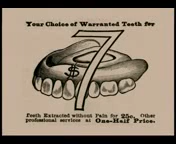 Your Choice of Warranted Teeth for
$7
Teeth Extracted without Pain for 25c. Other
professional services at One-Half Price.